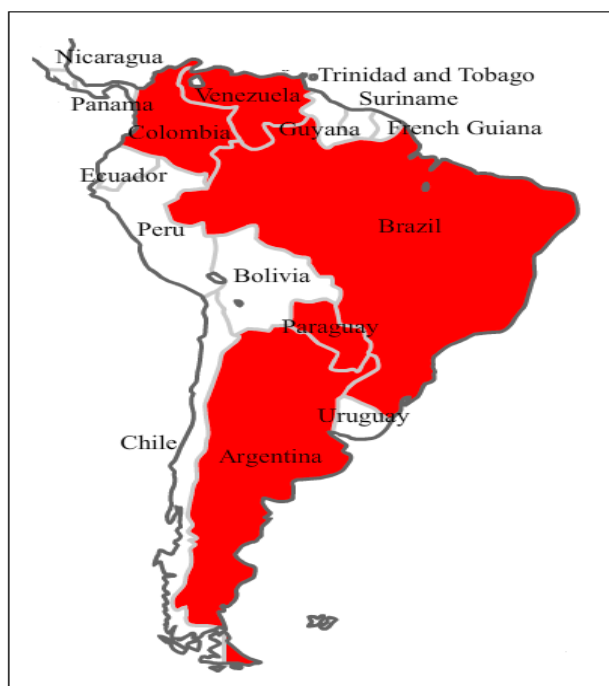 Nicaragua
Trinidad and Tobago
Panama
Venezuela
Suriname
Colombia
Guyana
French Guiana
Ecuador
Peru
Brazil
Bolivia
Paraguay
Uruguay
Chile
Argentina